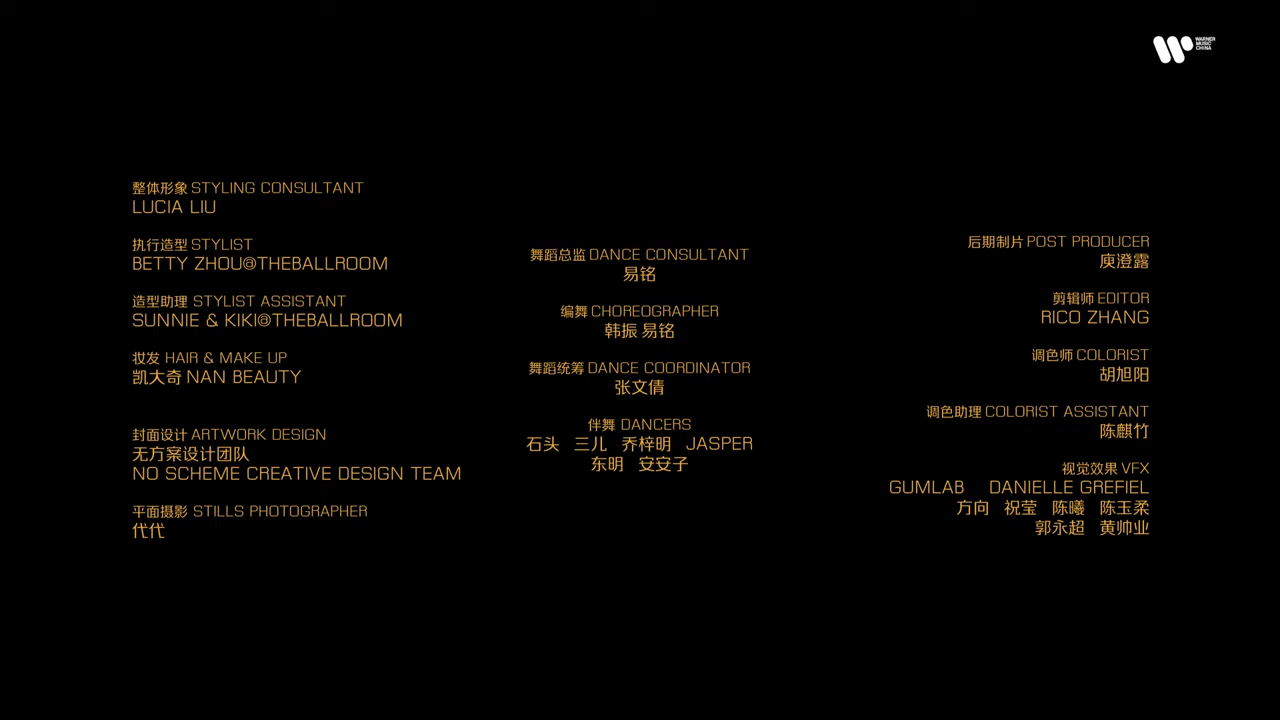 WARNER
MUSIC
CHINA
整体形象 STYLING CONSULTANT
LUCIA LIU
执行造型 STYLIST
BETTY ZHOU@THEBALLROOM
造型助理 STYLIST ASSISTANT
SUNNIE & KIKI@THEBALLROOM
妆发 HAIR & MAKE UP
凯大奇 NAN BEAUTY
封面设计 ARTWORK DESIGN
无方案设计团队
NO SCHEME CREATIVE DESIGN TEAM
平面摄影 STILLS PHOTOGRAPHER
代代
舞蹈总监 DANCE CONSULTANT
易铭
编舞 CHOREOGRAPHER
韩振 易铭
舞蹈统筹 DANCE COORDINATOR
张文倩
伴舞 DANCERS
石头 三儿 乔梓明 JASPER
东明 安安子
后期制片 POST PRODUCER
庾澄露
剪辑师 EDITOR
RICO ZHANG
调色师 COLORIST
胡旭阳
调色助理 COLORIST ASSISTANT
陈麒竹
视觉效果 VFX
GUMLAB DANIELLE GREFIEL
方向 祝莹 陈曦 陈玉柔
郭永超 黄帅业